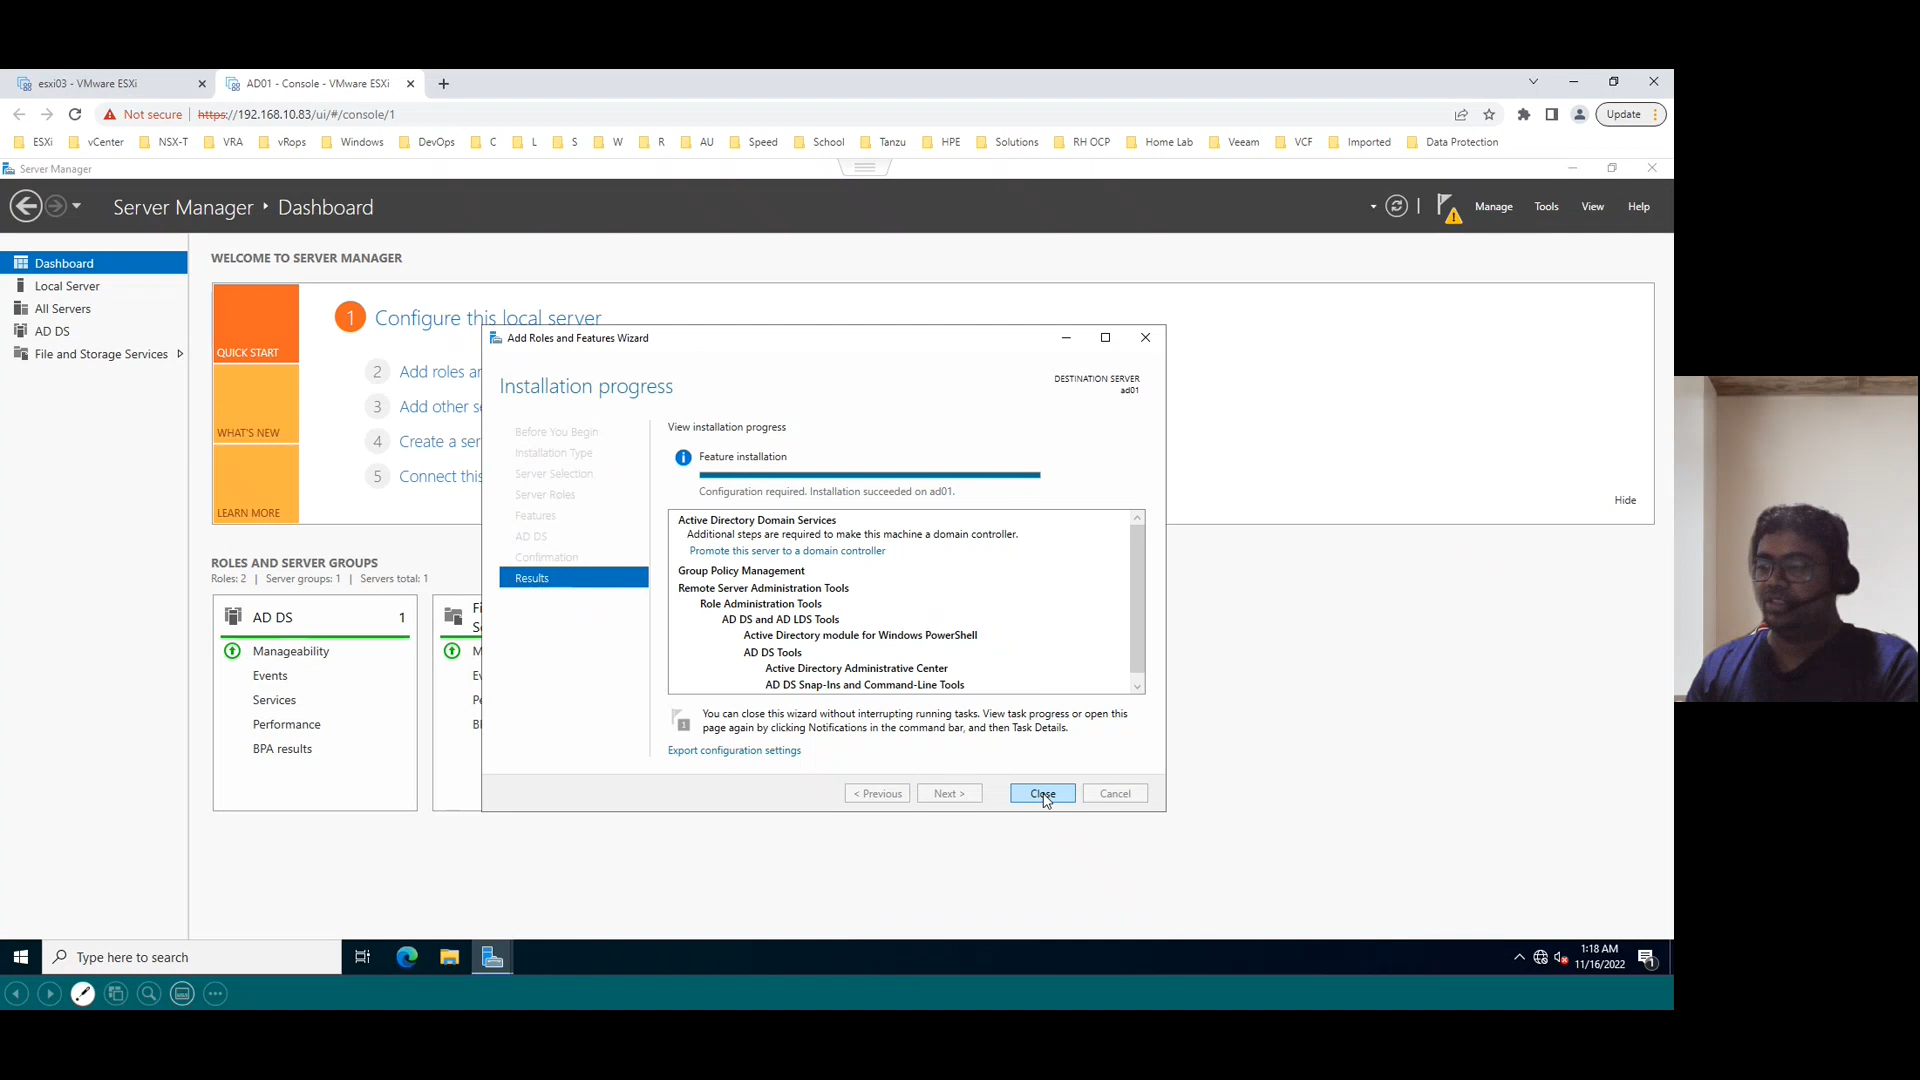 esxi03 - VMware ESXi
AD01 - Console - VMware ESXi
Not secure
https://192.168.10.83/ui/#/console/1
Update
ESXi
vCenter
NSX-T
VRA
vRops
Windows
DevOps
C
L
S
W
R
AU
Speed
School
Tanzu
HPE
Solutions
RH OCP
Home Lab
Veeam
VCF
Imported
Data Protection
Server Manager
Server Manager ‣ Dashboard
Manage
Tools
View
Help
Dashboard
Local Server
All Servers
AD DS
File and Storage Services
WELCOME TO SERVER MANAGER
QUICK START
WHAT'S NEW
LEARN MORE
1 Configure this local server
2 Add roles ar
3 Add other se
4 Create a ser
5 Connect this
Hide
ROLES AND SERVER GROUPS
Roles: 2 | Server groups: 1 | Servers total: 1
AD DS 1
Manageability
Events
Services
Performance
BPA results
Fi
S
M
E
P
B
Add Roles and Features Wizard
Installation progress
DESTINATION SERVER
ad01
Before You Begin
Installation Type
Server Selection
Server Roles
Features
AD DS
Confirmation
Results
View installation progress
Feature installation
Configuration required. Installation succeeded on ad01.
Active Directory Domain Services
Additional steps are required to make this machine a domain controller.
Promote this server to a domain controller
Group Policy Management
Remote Server Administration Tools
Role Administration Tools
AD DS and AD LDS Tools
Active Directory module for Windows PowerShell
AD DS Tools
Active Directory Administrative Center
AD DS Snap-Ins and Command-Line Tools
1
You can close this wizard without interrupting running tasks. View task progress or open this
page again by clicking Notifications in the command bar, and then Task Details.
Export configuration settings
< Previous
Next >
Close
Cancel
Type here to search
1:18 AM
11/16/2022
1